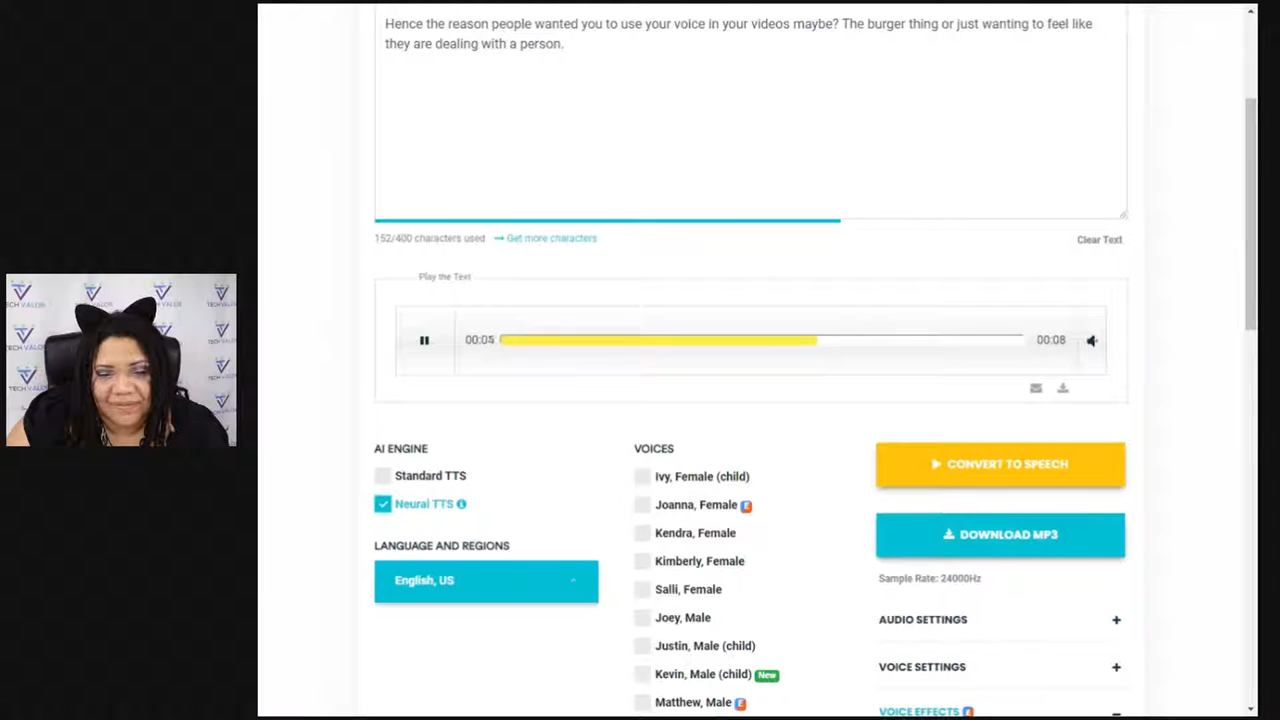 Hence the reason people wanted you to use your voice in your videos maybe? The burger thing or just wanting to feel like
they are dealing with a person.
152/400 characters used → Get more characters
Clear Text
Play the Text
00:05
00:08
AI ENGINE
Standard TTS
Neural TTS
LANGUAGE AND REGIONS
English, US
VOICES
Ivy, Female (child)
Joanna, Female
Kendra, Female
Kimberly, Female
Salli, Female
Joey, Male
Justin, Male (child)
Kevin, Male (child) New
Matthew, Male
CONVERT TO SPEECH
DOWNLOAD MP3
Sample Rate: 24000Hz
AUDIO SETTINGS +
VOICE SETTINGS +
VOICE EFFECTS
TECH VALOR